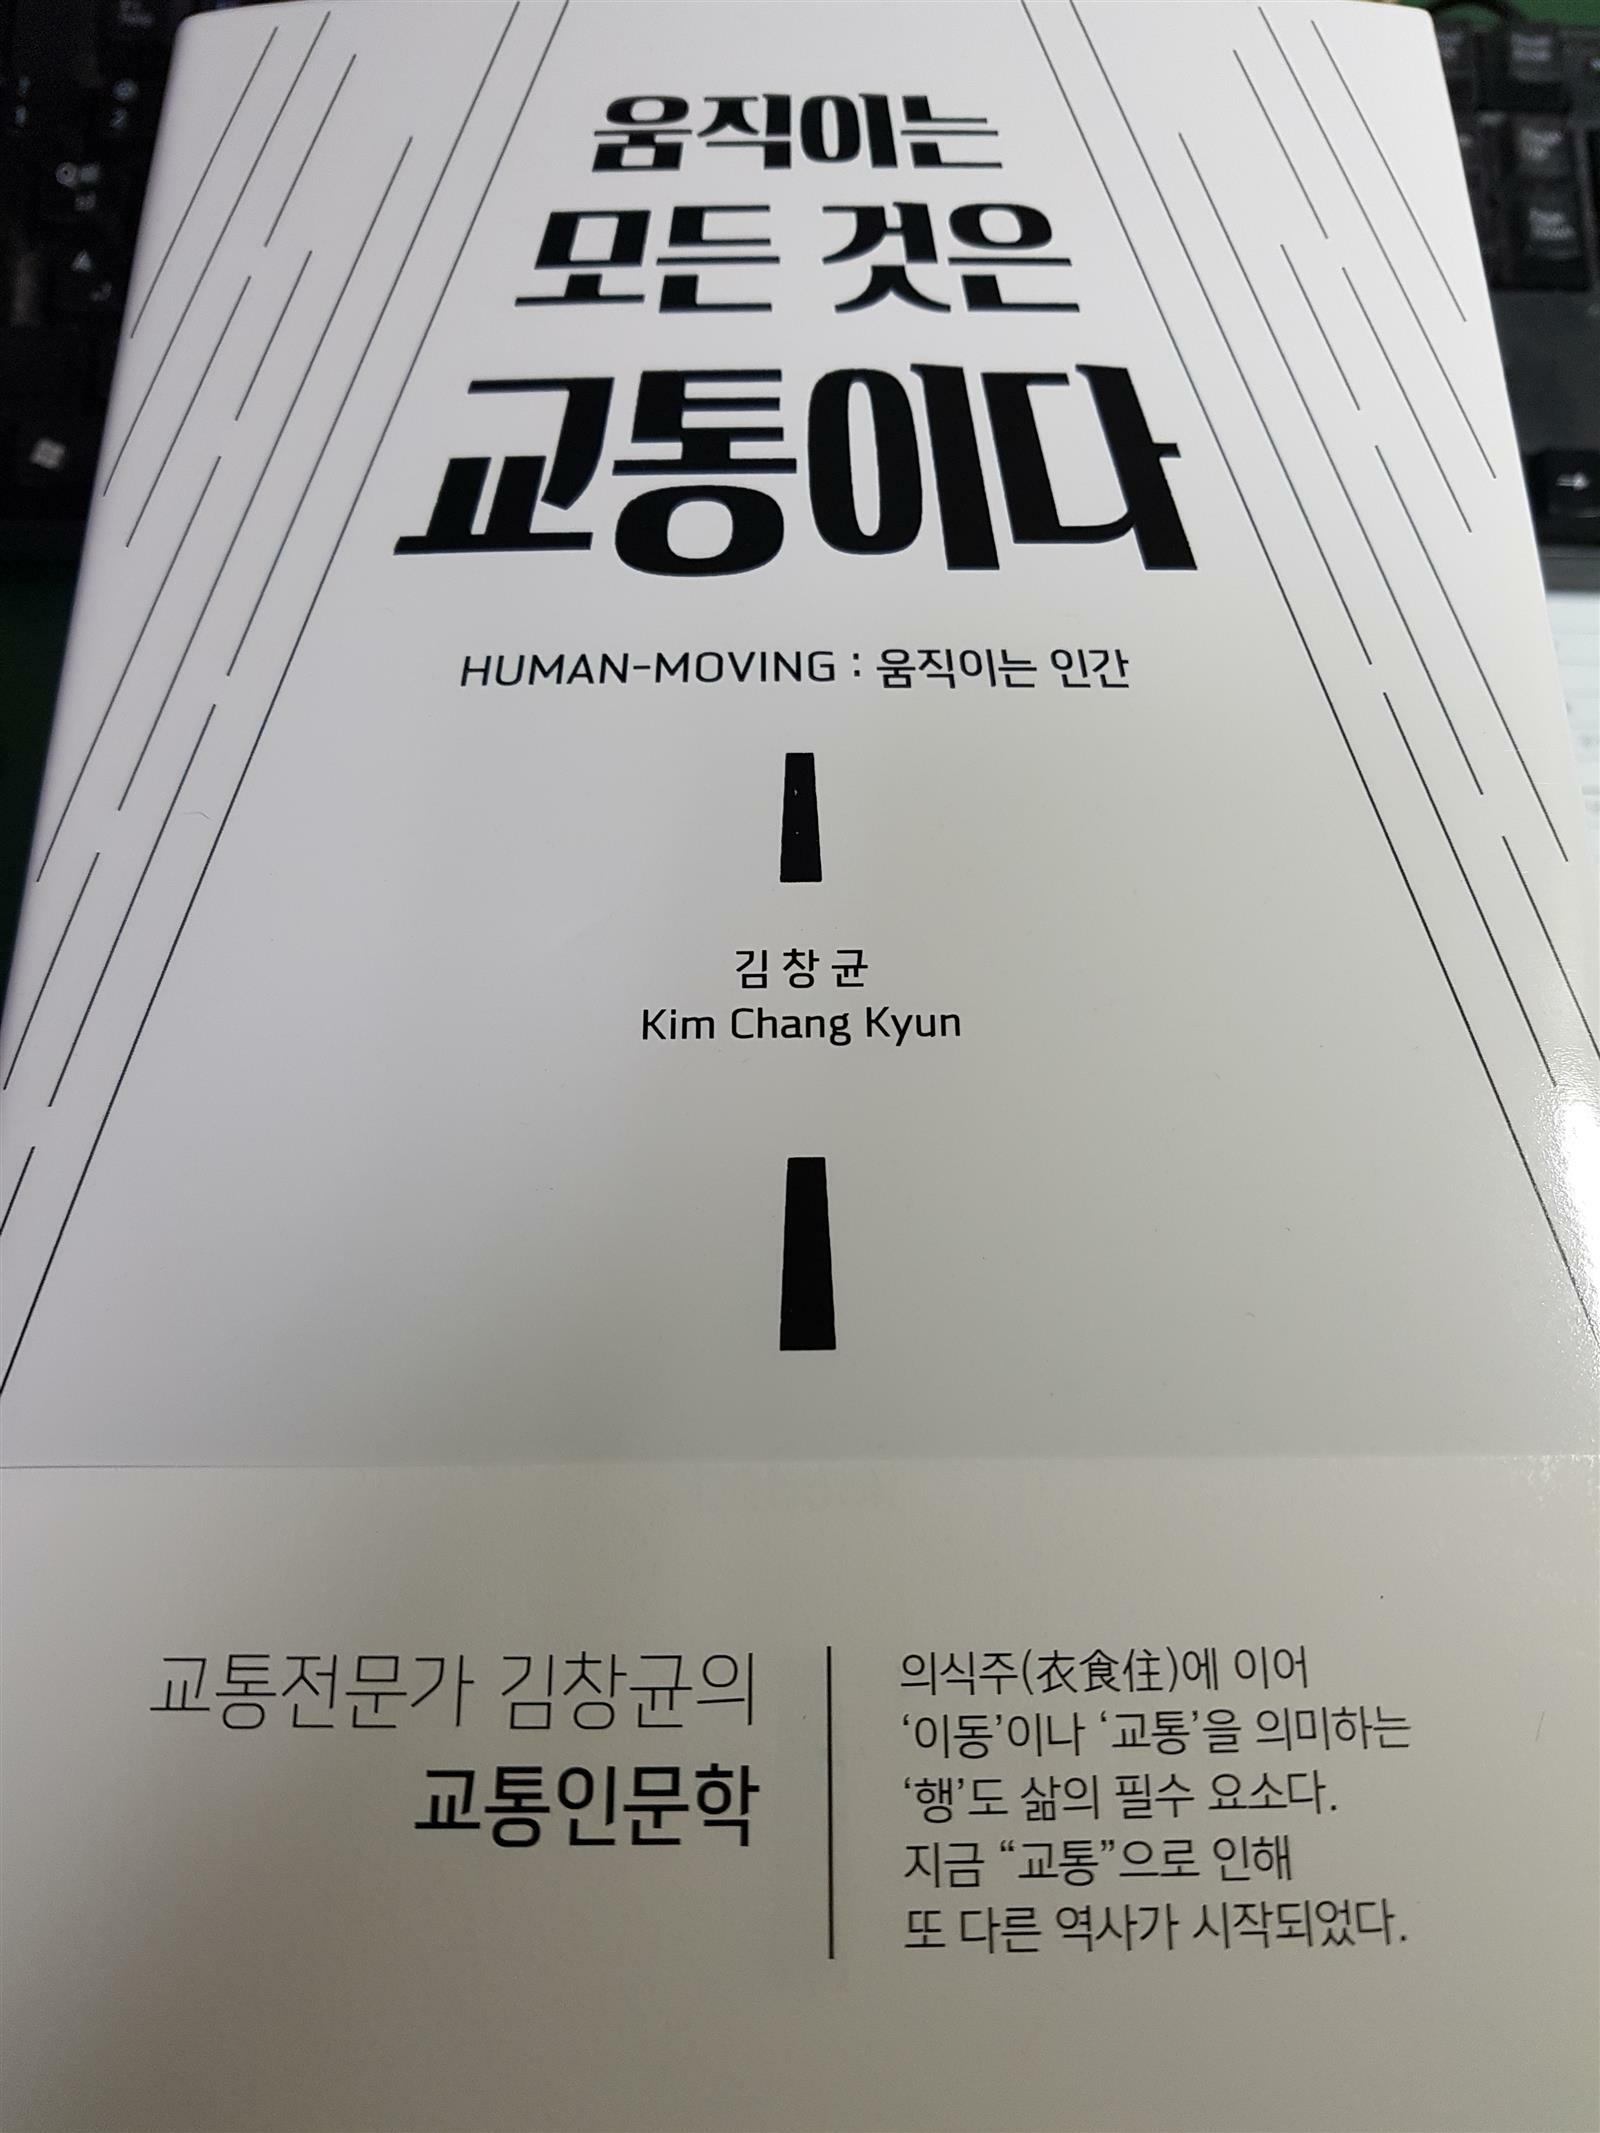 움직이는
모든 것은
교통이다
HUMAN-MOVING : 움직이는 인간
김창균
Kim Chang Kyun
교통전문가 김창균의
교통인문학
의식주(衣食住)에 이어
‘이동’이나 ‘교통’을 의미하는
‘행’도 삶의 필수 요소다.
지금 “교통”으로 인해
또 다른 역사가 시작되었다.